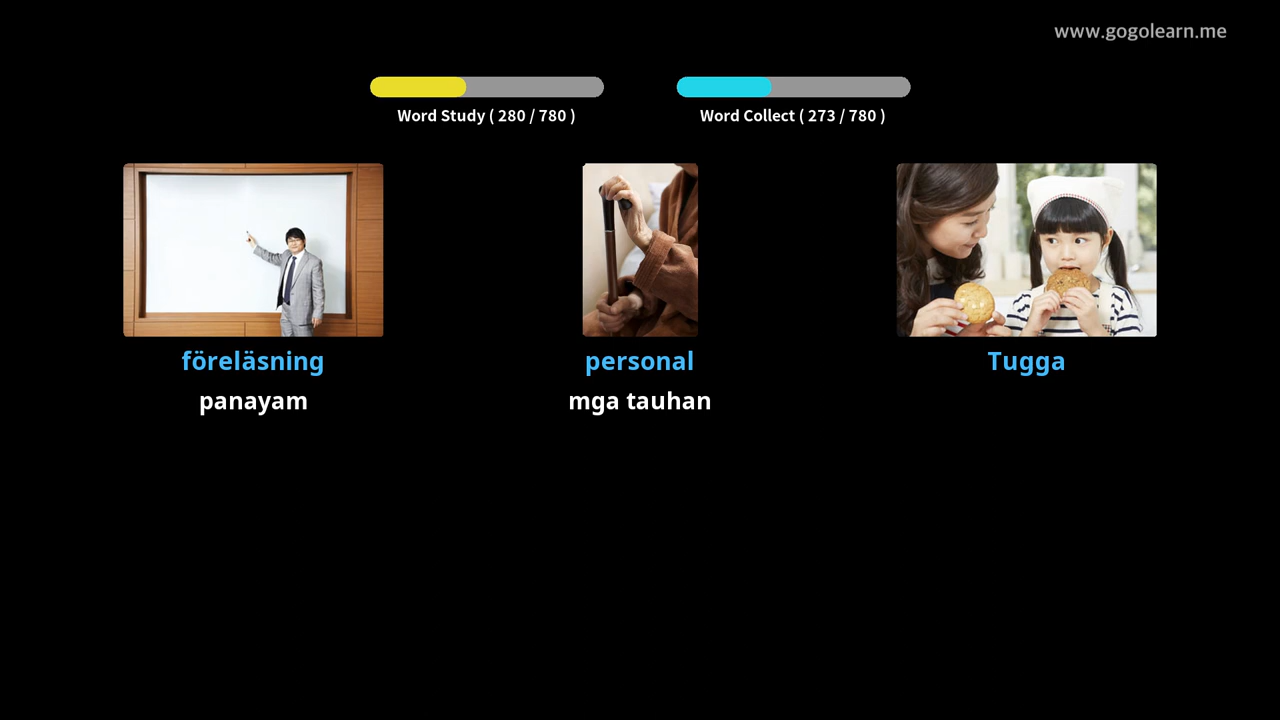 www.gogolearn.me
Word Study ( 280 / 780 )
Word Collect ( 273 / 780 )
föreläsning
personal
Tugga
panayam
mga tauhan